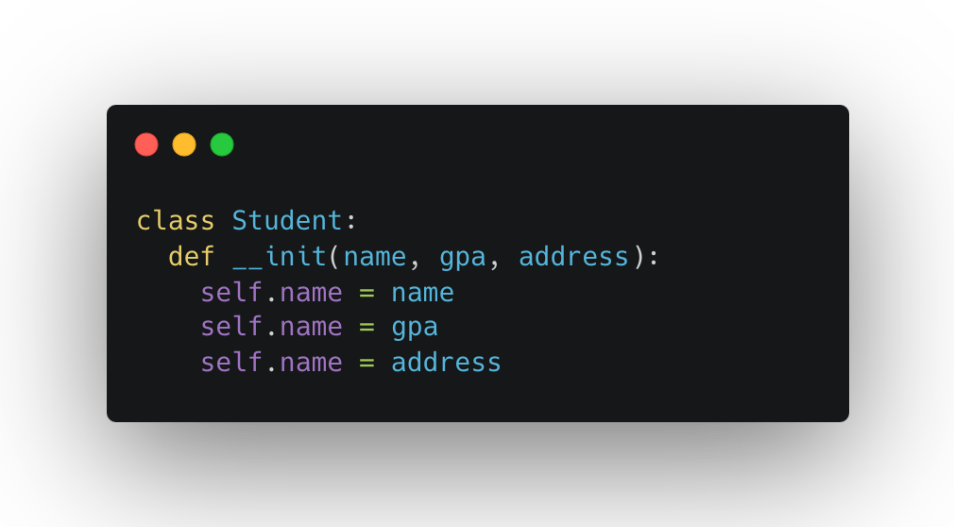 class Student:
  def __init(name, gpa, address):
    self.name = name
    self.name = gpa
    self.name = address